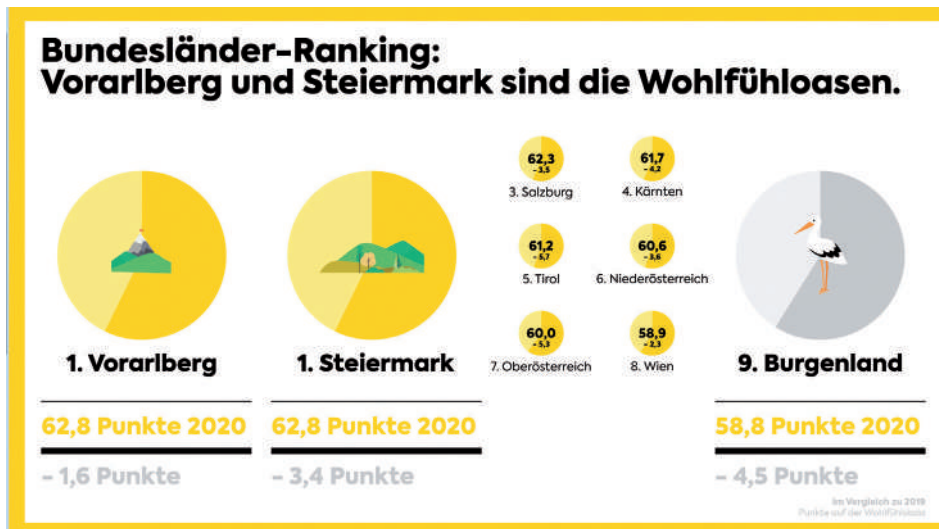 Bundesländer-Ranking:
Vorarlberg und Steiermark sind die Wohlfühloasen.
1. Vorarlberg
62,8 Punkte 2020
- 1,6 Punkte
1. Steiermark
62,8 Punkte 2020
- 3,4 Punkte
62,3
- 3,5
3. Salzburg
61,7
- 4,2
4. Kärnten
61,2
- 5,7
5. Tirol
60,6
- 3,6
6. Niederösterreich
60,0
- 5,3
7. Oberösterreich
58,9
- 2,3
8. Wien
9. Burgenland
58,8 Punkte 2020
- 4,5 Punkte
Im Vergleich zu 2019
Punkte auf der Wohlfühlskala